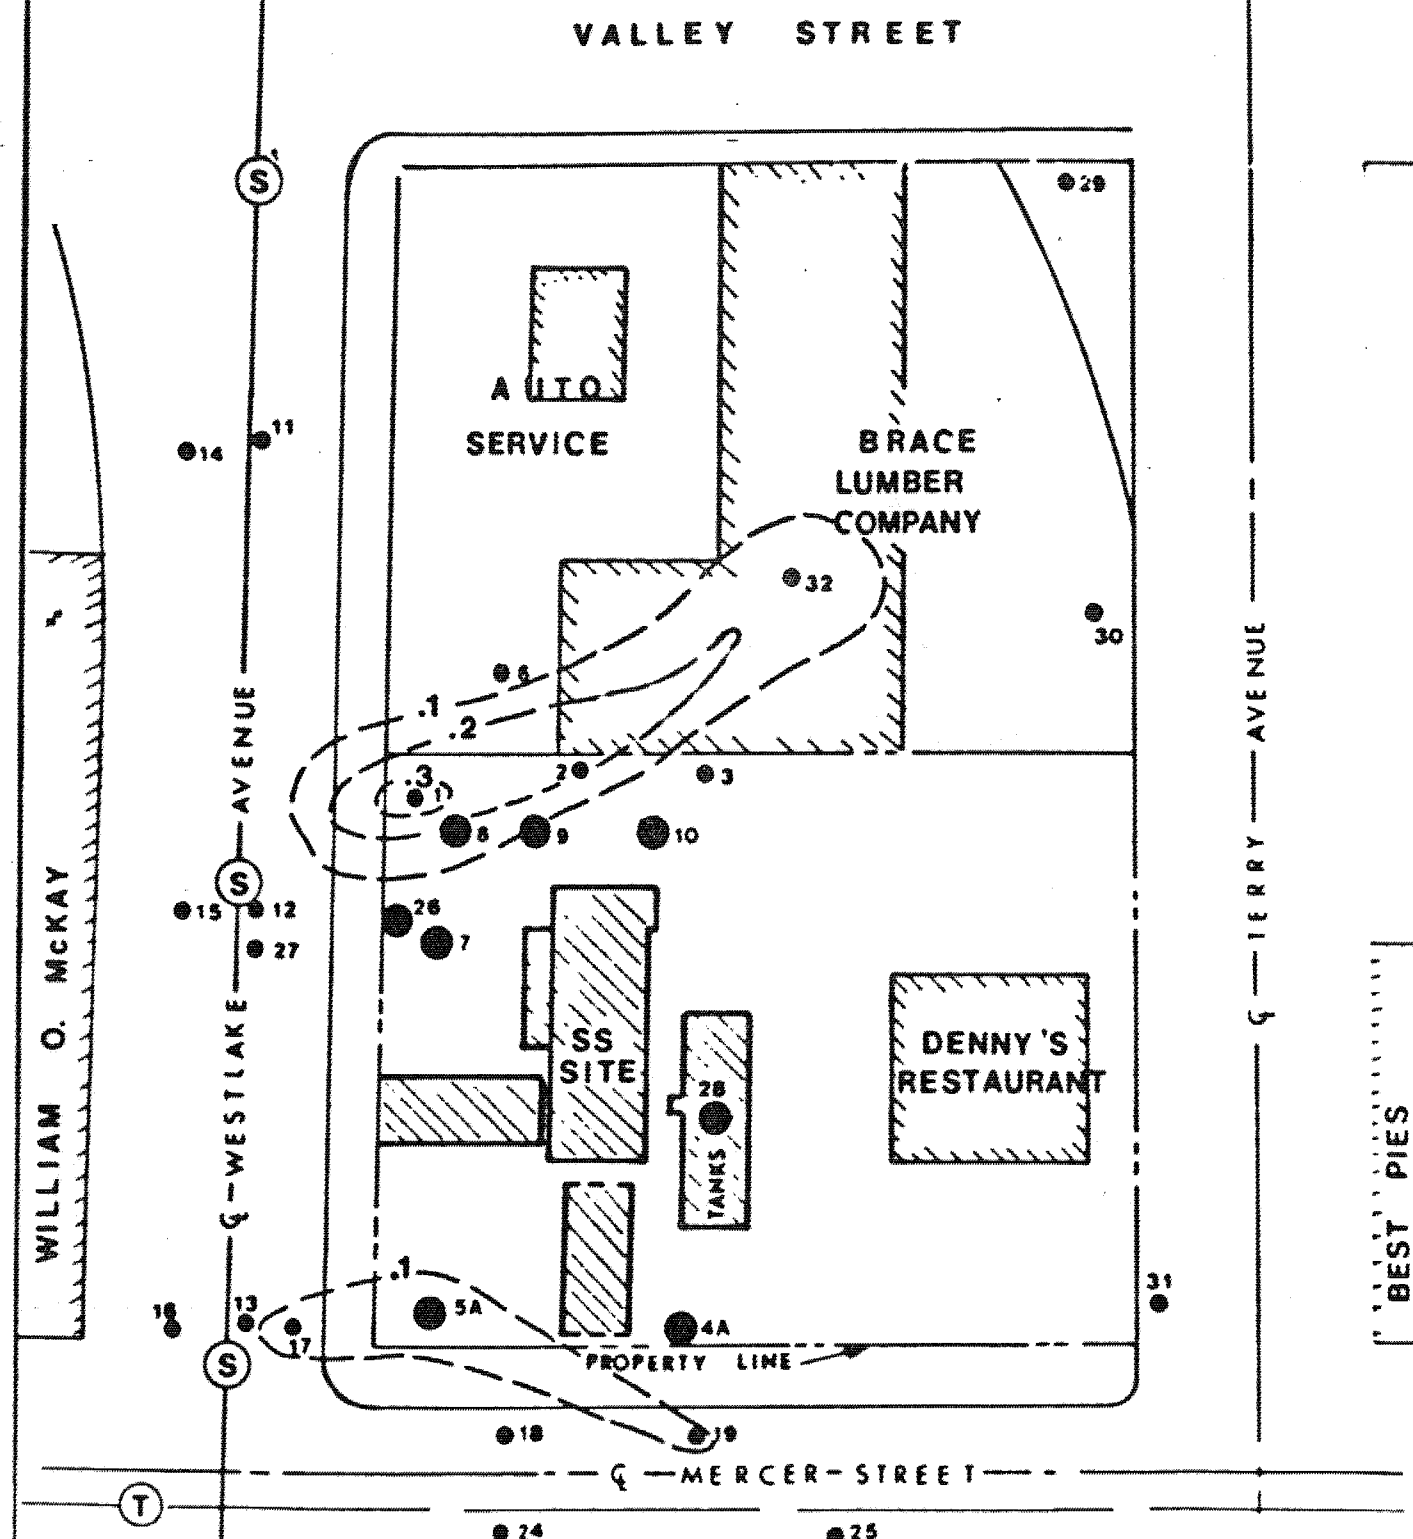 VALLEY STREET
S
29
AUTO
SERVICE
11
14
BRACE
LUMBER
COMPANY
32
30
6
.1
.2
.3
1
2
3
8
9
10
S
15
12
27
26
7
AVENUE
℄ WESTLAKE
WILLIAM O. McKAY
℄ TERRY AVENUE
SS
SITE
28
TANKS
DENNY'S
RESTAURANT
BEST PIES
31
.1
5A
4A
16
13
17
S
PROPERTY LINE
18
19
℄ MERCER STREET
T
24
25